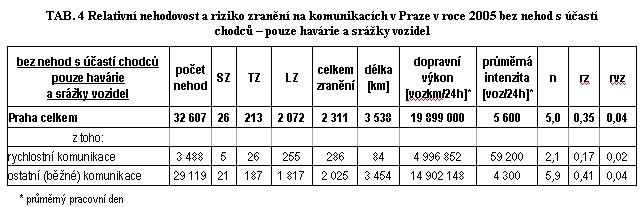 TAB. 4 Relativní nehodovost a riziko zranění na komunikacích v Praze v roce 2005 bez nehod s účastí
chodců – pouze havárie a srážky vozidel
bez nehod s účastí chodců pouze havárie a srážky vozidel počet nehod SZ TZ LZ celkem zranění délka [km] dopravní výkon [vozkm/24h]* průměrná intenzita [voz/24h]* n rz rvz
Praha celkem 32 607 26 213 2 072 2 311 3 538 19 899 000 5 600 5,0 0,35 0,04
z toho:
rychlostní komunikace 3 488 5 26 255 286 84 4 996 852 59 200 2,1 0,17 0,02
ostatní (běžné) komunikace 29 119 21 187 1 817 2 025 3 454 14 902 148 4 300 5,9 0,41 0,04
* průměrný pracovní den